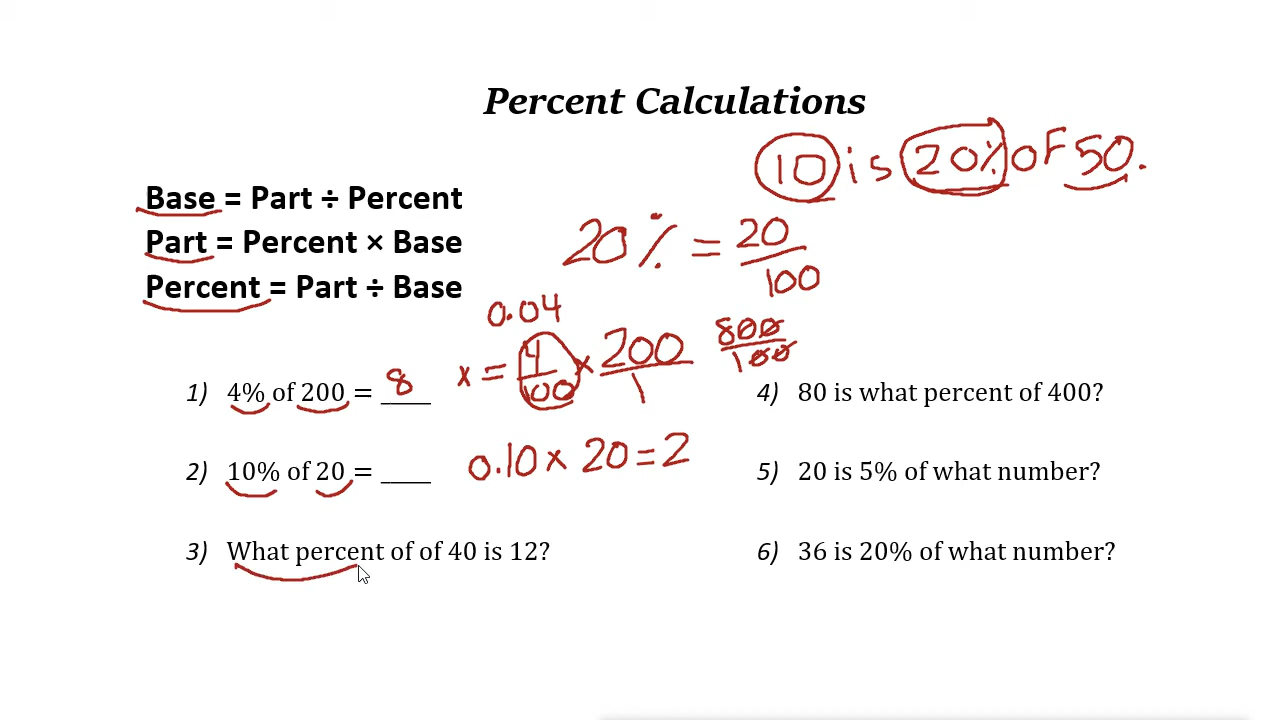 Percent Calculations
10 is 20% of 50.
Base = Part ÷ Percent
Part = Percent × Base
Percent = Part ÷ Base
20% = 20/100
0.04
x = 4/100 × 200/1 800/100
1) 4% of 200 = 8
4) 80 is what percent of 400?
2) 10% of 20 = ____ 0.10 × 20 = 2
5) 20 is 5% of what number?
3) What percent of of 40 is 12?
6) 36 is 20% of what number?